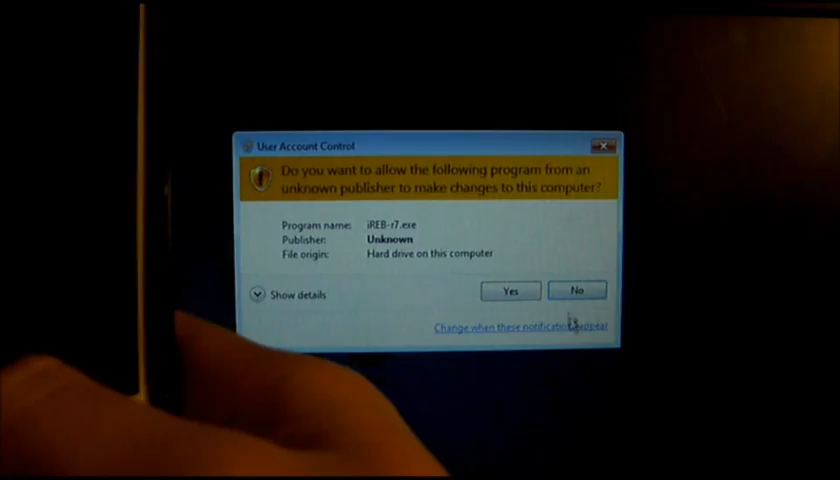 User Account Control
Do you want to allow the following program from an
unknown publisher to make changes to this computer?
Program name: iREB-r7.exe
Publisher: Unknown
File origin: Hard drive on this computer
Show details
Yes
No
Change when these notifications appear